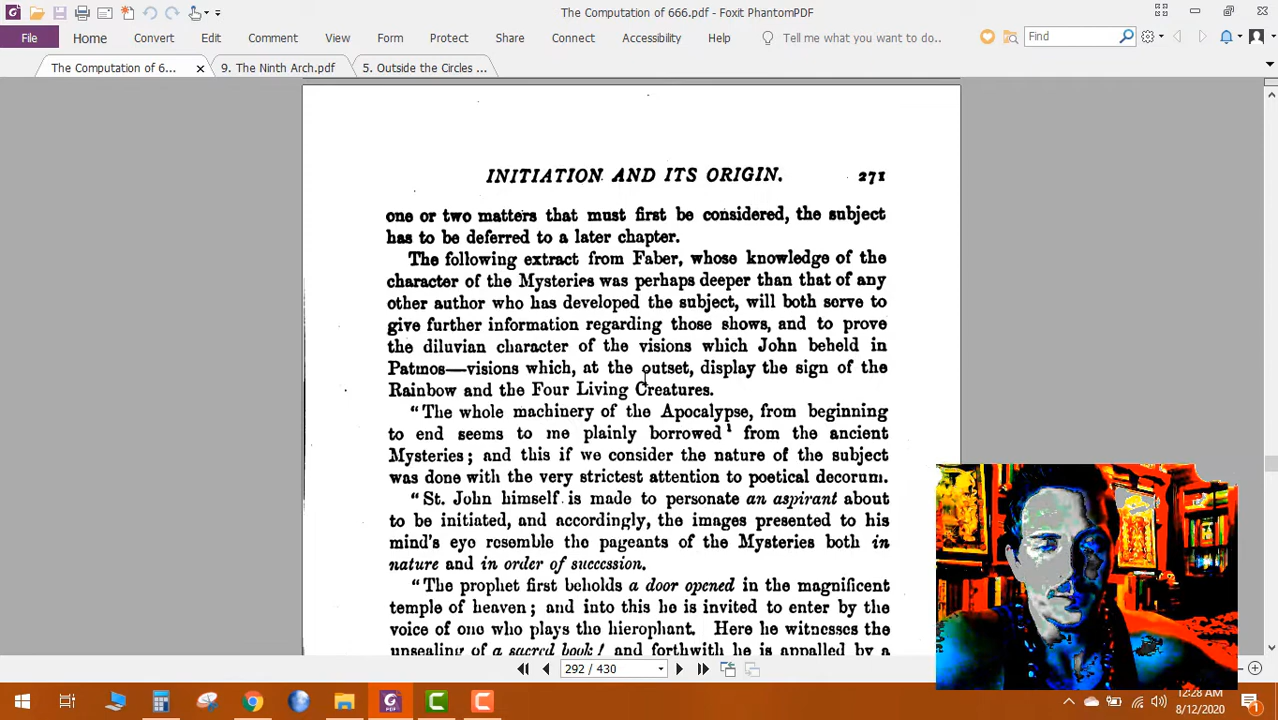 The Computation of 666.pdf - Foxit PhantomPDF
File Home Convert Edit Comment View Form Protect Share Connect Accessibility Help Tell me what you want to do.. Find
The Computation of 6... 9. The Ninth Arch.pdf 5. Outside the Circles ...
INITIATION AND ITS ORIGIN. 271
one or two matters that must first be considered, the subject
has to be deferred to a later chapter.
The following extract from Faber, whose knowledge of the
character of the Mysteries was perhaps deeper than that of any
other author who has developed the subject, will both serve to
give further information regarding those shows, and to prove
the diluvian character of the visions which John beheld in
Patmos—visions which, at the outset, display the sign of the
Rainbow and the Four Living Creatures.
"The whole machinery of the Apocalypse, from beginning
to end seems to me plainly borrowed¹ from the ancient
Mysteries; and this if we consider the nature of the subject
was done with the very strictest attention to poetical decorum.
"St. John himself is made to personate an aspirant about
to be initiated, and accordingly, the images presented to his
mind's eye resemble the pageants of the Mysteries both in
nature and in order of succession.
"The prophet first beholds a door opened in the magnificent
temple of heaven; and into this he is invited to enter by the
voice of one who plays the hierophant. Here he witnesses the
unsealing of a sacred book! and forthwith he is appalled by a
292 / 430
12:28 AM
8/12/2020